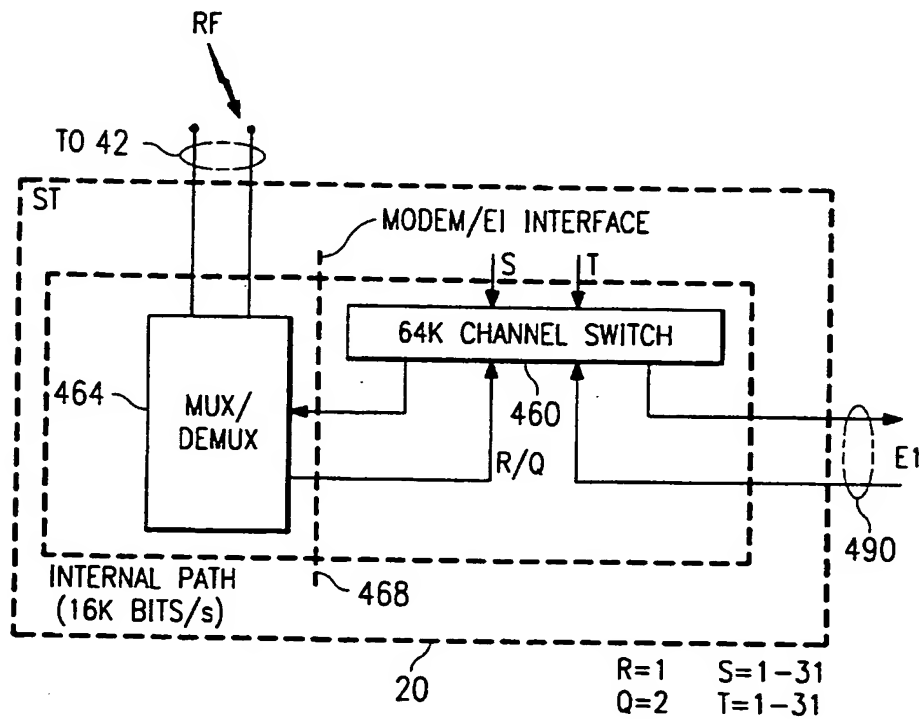 RF
TO 42
ST
MODEM/EI INTERFACE
S
T
64K CHANNEL SWITCH
464
MUX/
DEMUX
460
R/Q
E1
490
INTERNAL PATH
(16K BITS/s)
468
20
R=1 S=1-31
Q=2 T=1-31